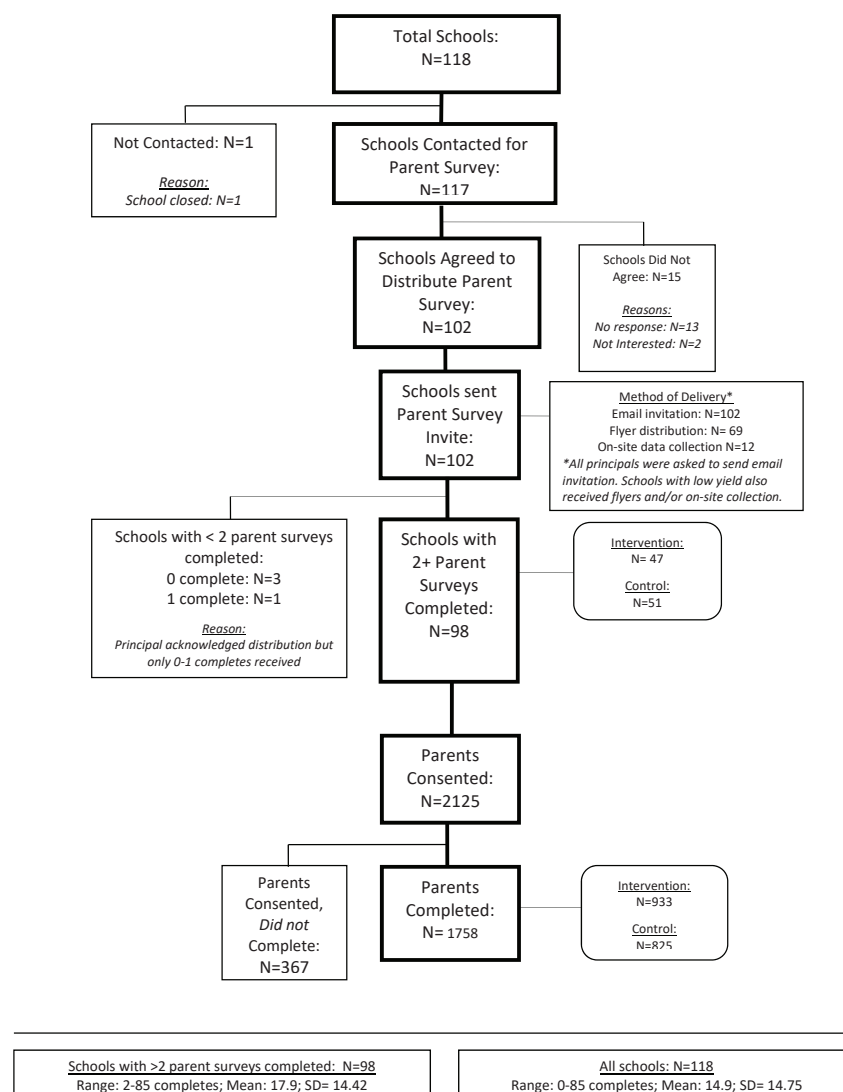 Total Schools:
N=118
Not Contacted: N=1
Reason:
School closed: N=1
Schools Contacted for
Parent Survey:
N=117
Schools Agreed to
Distribute Parent
Survey:
N=102
Schools Did Not
Agree: N=15
Reasons:
No response: N=13
Not Interested: N=2
Schools sent
Parent Survey
Invite:
N=102
Method of Delivery*
Email invitation: N=102
Flyer distribution: N= 69
On-site data collection N=12
*All principals were asked to send email
invitation. Schools with low yield also
received flyers and/or on-site collection.
Schools with < 2 parent surveys
completed:
0 complete: N=3
1 complete: N=1
Reason:
Principal acknowledged distribution but
only 0-1 completes received
Schools with
2+ Parent
Surveys
Completed:
N=98
Intervention:
N= 47
Control:
N=51
Parents
Consented:
N=2125
Parents
Consented,
Did not
Complete:
N=367
Parents
Completed:
N= 1758
Intervention:
N=933
Control:
N=825
Schools with >2 parent surveys completed: N=98
Range: 2-85 completes; Mean: 17.9; SD= 14.42
All schools: N=118
Range: 0-85 completes; Mean: 14.9; SD= 14.75